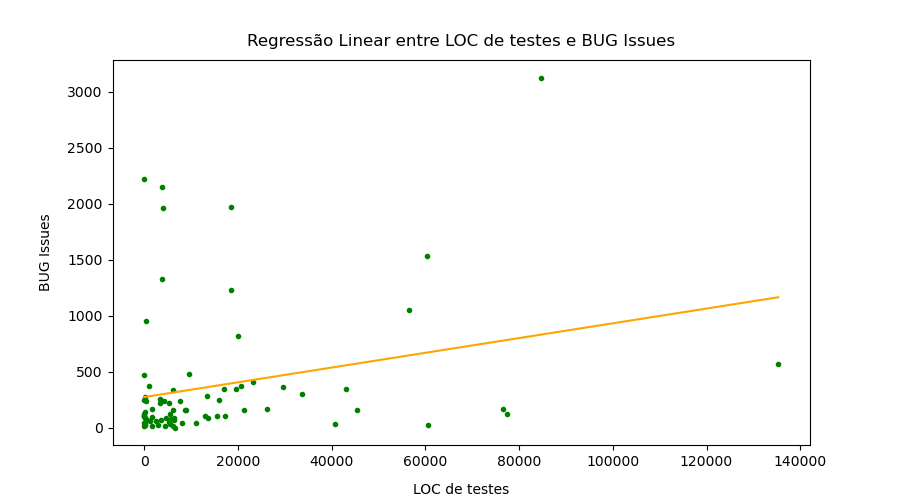 Regressão Linear entre LOC de testes e BUG Issues
3000
2500
2000
1500
1000
500
0
BUG Issues
0 20000 40000 60000 80000 100000 120000 140000
LOC de testes